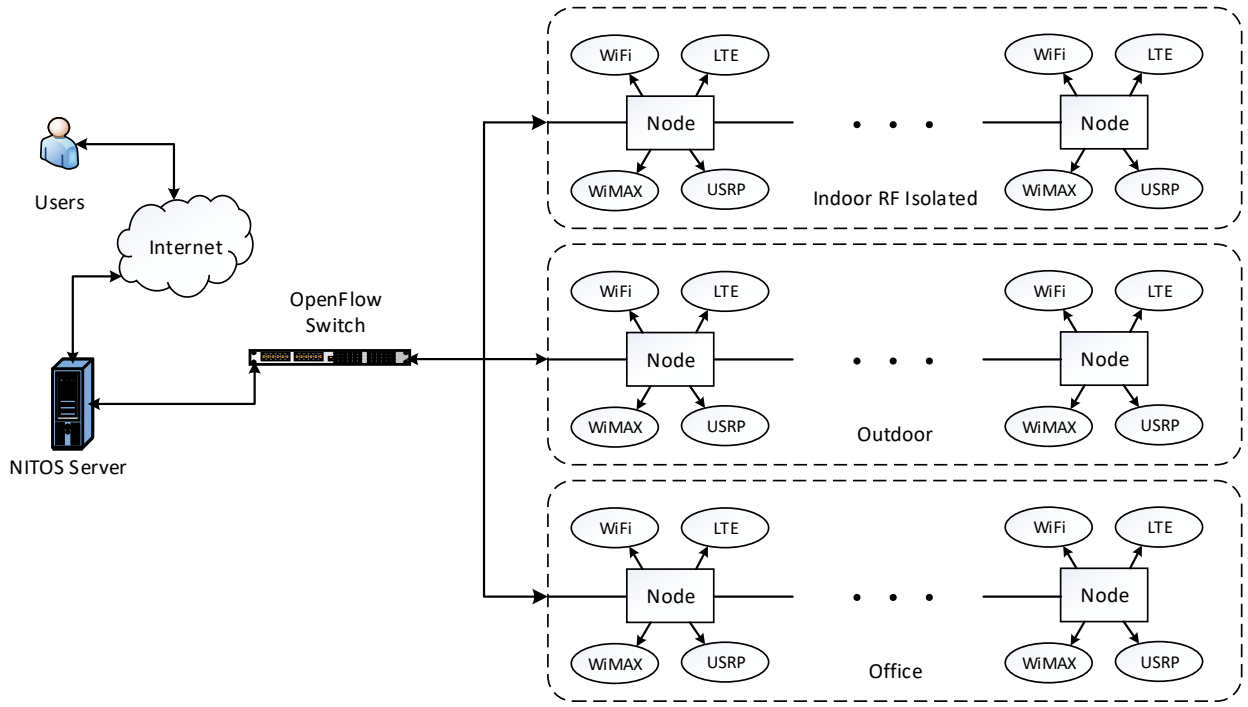 Users
Internet
NITOS Server
OpenFlow
Switch
WiFi
LTE
WiFi
LTE
Node
Node
WiMAX
USRP
WiMAX
USRP
Indoor RF Isolated
WiFi
LTE
WiFi
LTE
Node
Node
WiMAX
USRP
WiMAX
USRP
Outdoor
WiFi
LTE
WiFi
LTE
Node
Node
WiMAX
USRP
WiMAX
USRP
Office